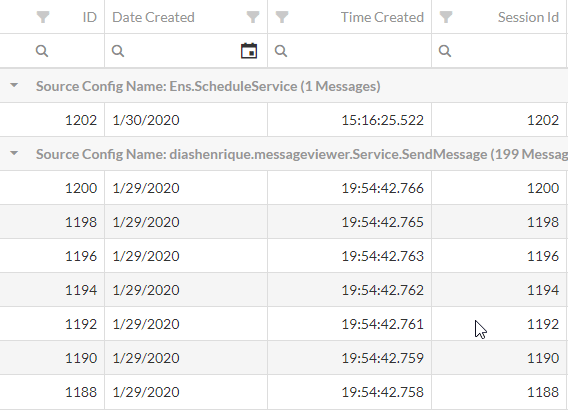 ID Date Created Time Created Session Id
Source Config Name: Ens.ScheduleService (1 Messages)
1202 1/30/2020 15:16:25.522 1202
Source Config Name: diashenrique.messageviewer.Service.SendMessage (199 Messag
1200 1/29/2020 19:54:42.766 1200
1198 1/29/2020 19:54:42.765 1198
1196 1/29/2020 19:54:42.763 1196
1194 1/29/2020 19:54:42.762 1194
1192 1/29/2020 19:54:42.761 1192
1190 1/29/2020 19:54:42.759 1190
1188 1/29/2020 19:54:42.758 1188